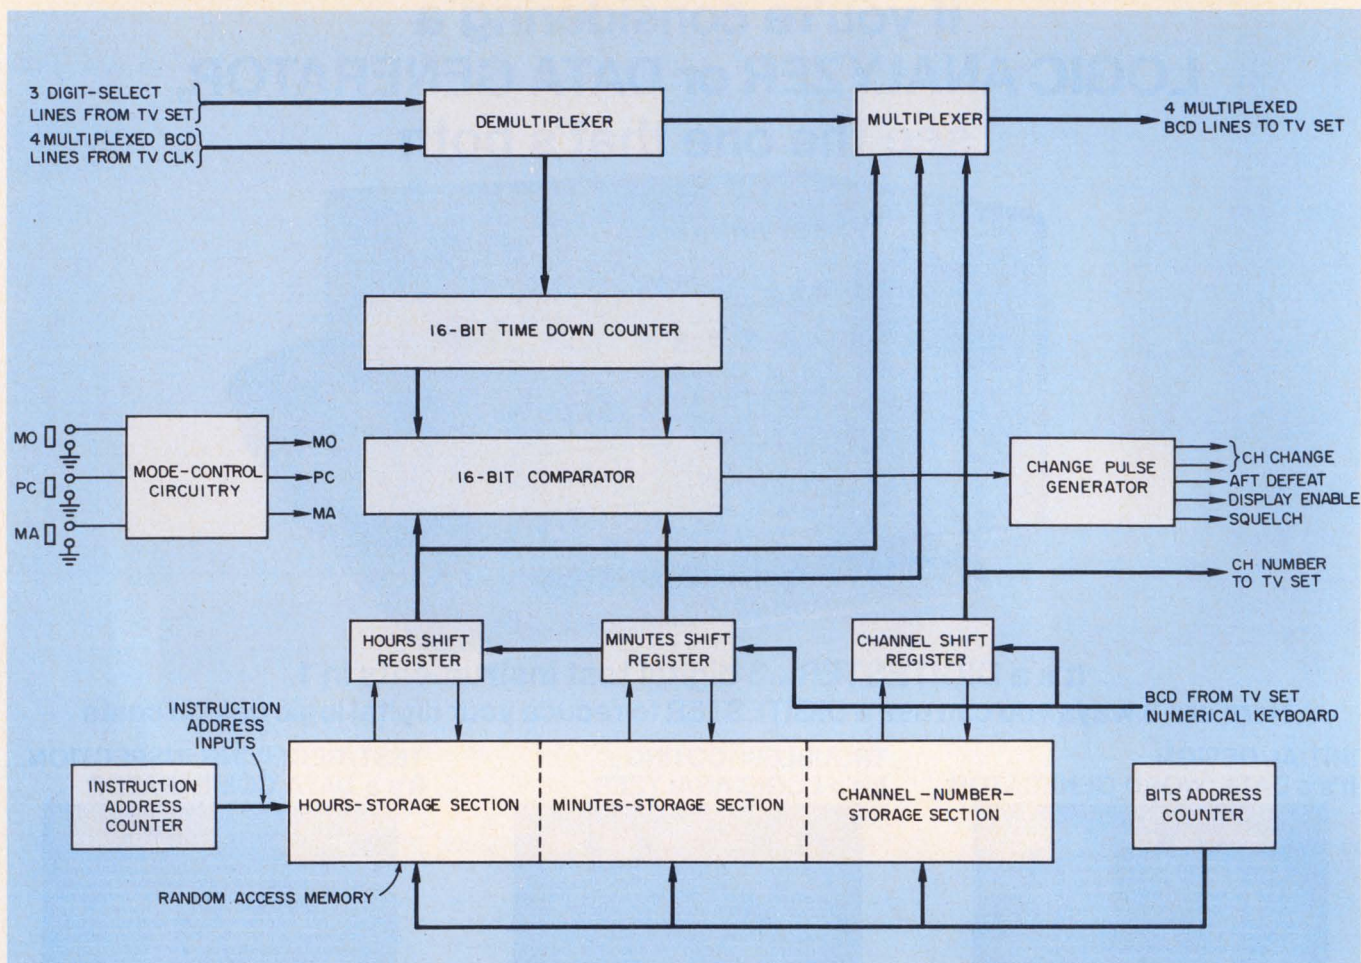 3 DIGIT-SELECT
LINES FROM TV SET
4 MULTIPLEXED BCD
LINES FROM TV CLK
DEMULTIPLEXER
MULTIPLEXER
4 MULTIPLEXED
BCD LINES TO TV SET
16-BIT TIME DOWN COUNTER
MO
PC
MA
MODE-CONTROL
CIRCUITRY
MO
PC
MA
16-BIT COMPARATOR
CHANGE PULSE
GENERATOR
CH CHANGE
AFT DEFEAT
DISPLAY ENABLE
SQUELCH
CH NUMBER
TO TV SET
HOURS SHIFT
REGISTER
MINUTES SHIFT
REGISTER
CHANNEL SHIFT
REGISTER
BCD FROM TV SET
NUMERICAL KEYBOARD
INSTRUCTION
ADDRESS
INPUTS
INSTRUCTION
ADDRESS
COUNTER
HOURS-STORAGE SECTION
MINUTES-STORAGE SECTION
CHANNEL-NUMBER-
STORAGE SECTION
BIT ADDRESS
COUNTER
RANDOM ACCESS MEMORY